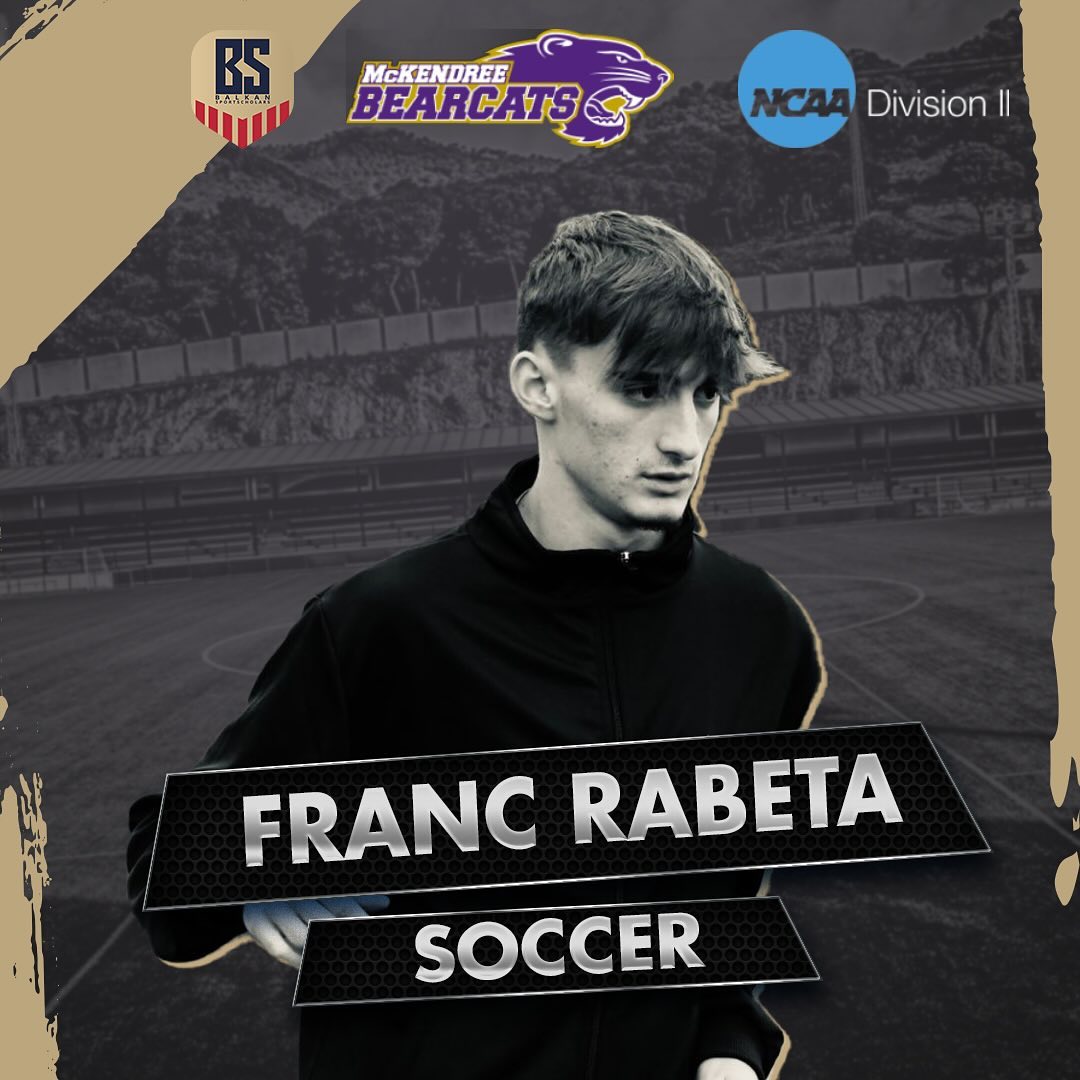 BS
BALKAN
SPORTSCHOLARS
McKENDREE
BEARCATS
NCAA Division II
FRANC RABETA
SOCCER